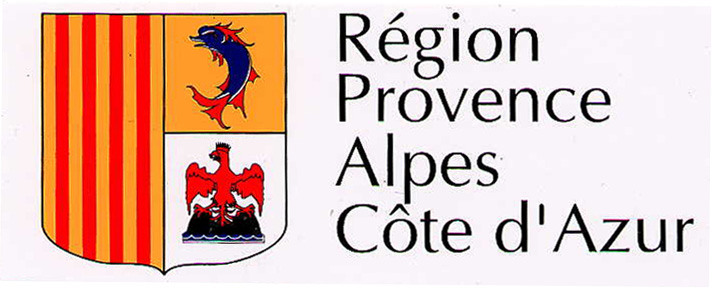 Région
Provence
Alpes
Côte d'Azur